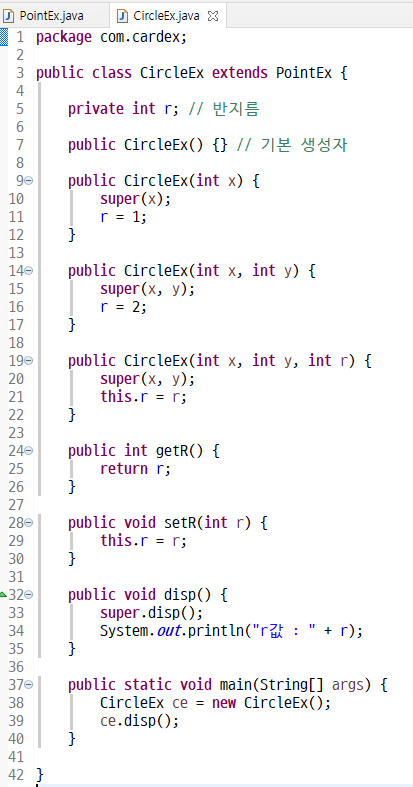 PointEx.java CircleEx.java
1 package com.cardex;
2
3 public class CircleEx extends PointEx {
4
5 private int r; // 반지름
6
7 public CircleEx() {} // 기본 생성자
8
9 public CircleEx(int x) {
10 super(x);
11 r = 1;
12 }
13
14 public CircleEx(int x, int y) {
15 super(x, y);
16 r = 2;
17 }
18
19 public CircleEx(int x, int y, int r) {
20 super(x, y);
21 this.r = r;
22 }
23
24 public int getR() {
25 return r;
26 }
27
28 public void setR(int r) {
29 this.r = r;
30 }
31
32 public void disp() {
33 super.disp();
34 System.out.println("r값 : " + r);
35 }
36
37 public static void main(String[] args) {
38 CircleEx ce = new CircleEx();
39 ce.disp();
40 }
41
42 }